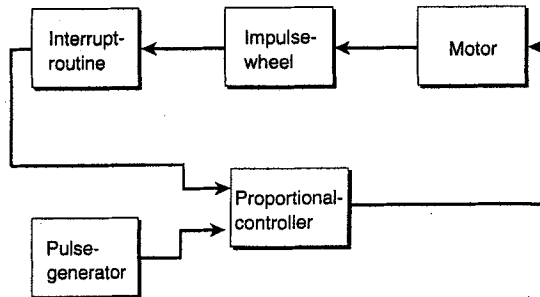 Interrupt-
routine
Impulse-
wheel
Motor
Proportional-
controller
Pulse-
generator